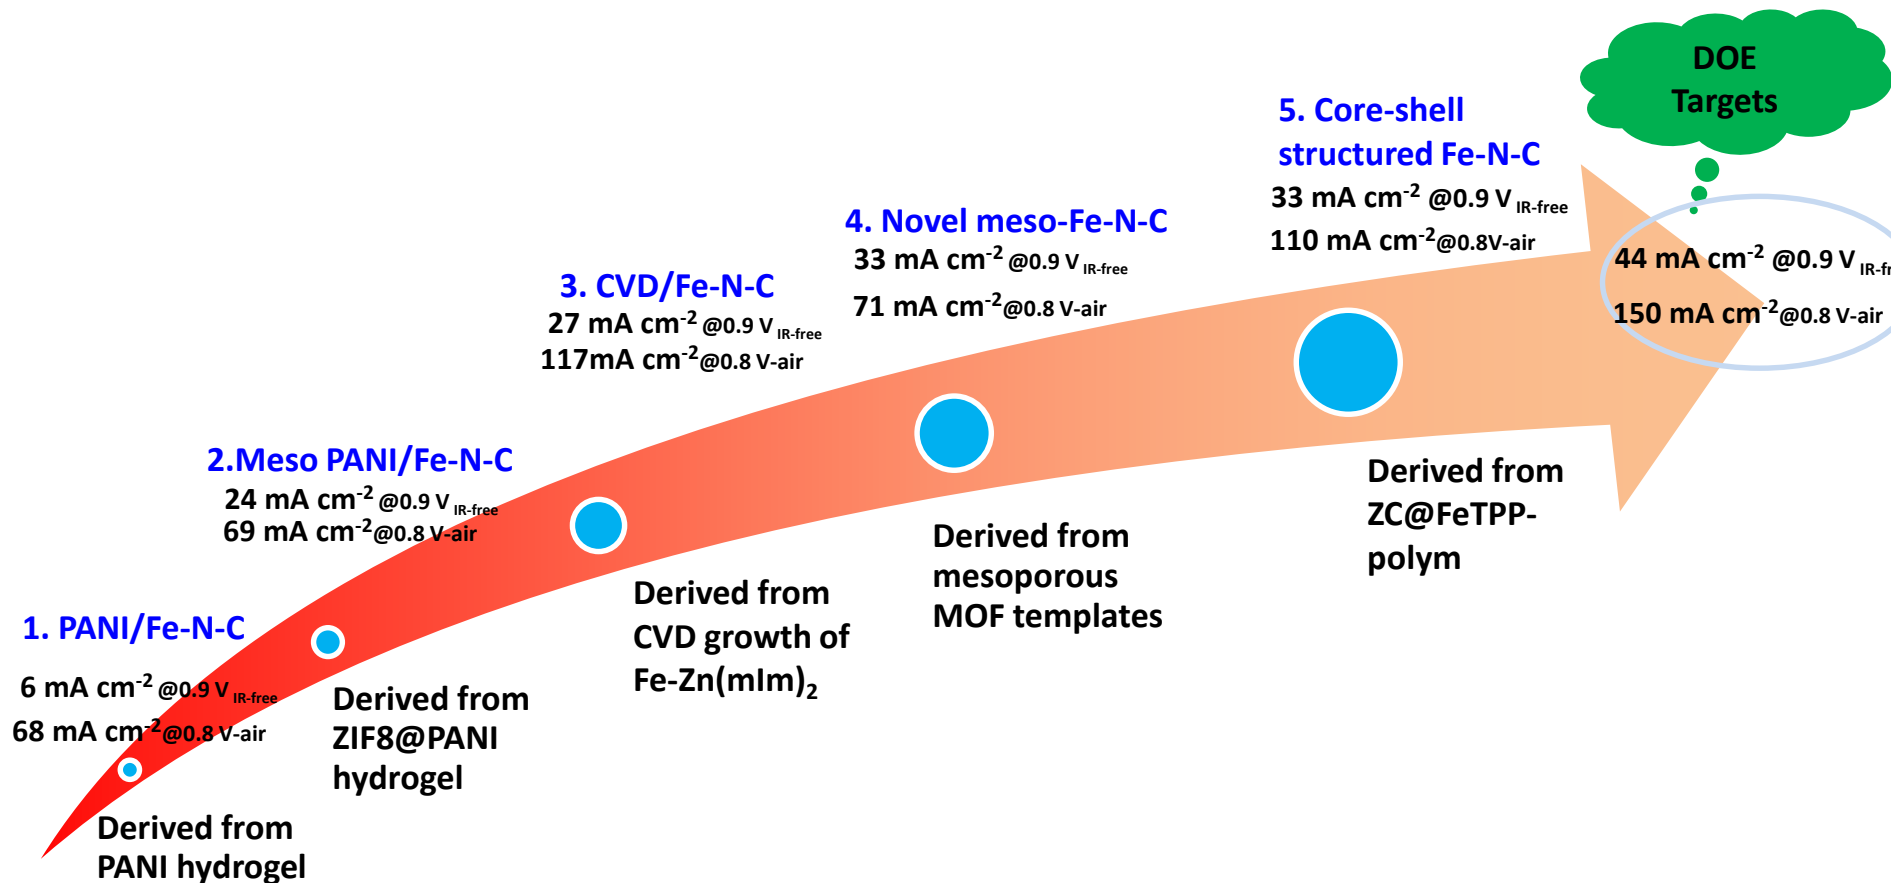 DOE
Targets
5. Core-shell
structured Fe-N-C
33 mA cm⁻² @0.9 V IR-free
110 mA cm⁻²@0.8V-air
44 mA cm⁻² @0.9 V IR-fr
150 mA cm⁻²@0.8 V-air
4. Novel meso-Fe-N-C
33 mA cm⁻² @0.9 V IR-free
71 mA cm⁻²@0.8 V-air
3. CVD/Fe-N-C
27 mA cm⁻² @0.9 V IR-free
117mA cm⁻²@0.8 V-air
2.Meso PANI/Fe-N-C
24 mA cm⁻² @0.9 V IR-free
69 mA cm⁻²@0.8 V-air
1. PANI/Fe-N-C
6 mA cm⁻² @0.9 V IR-free
68 mA cm⁻²@0.8 V-air
Derived from
PANI hydrogel
Derived from
ZIF8@PANI
hydrogel
Derived from
CVD growth of
Fe-Zn(mIm)₂
Derived from
mesoporous
MOF templates
Derived from
ZC@FeTPP-
polym